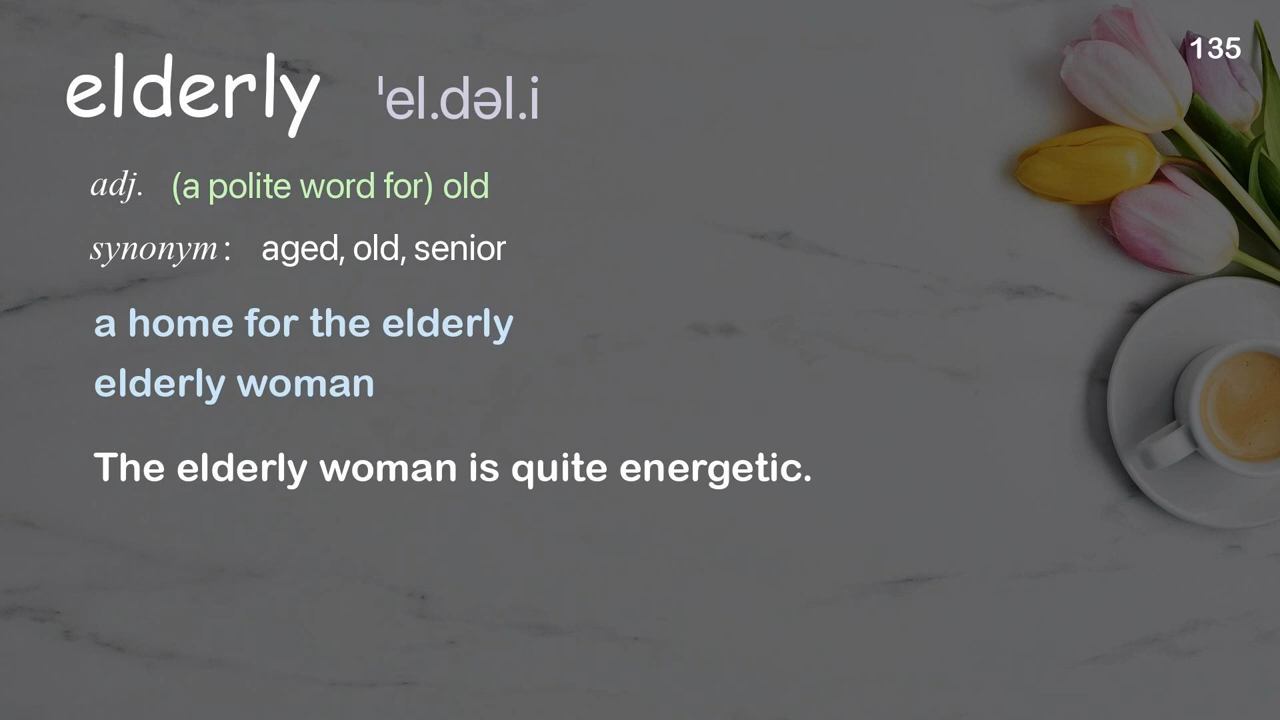 135
elderly ˈel.dəl.i
adj. (a polite word for) old
synonym: aged, old, senior
a home for the elderly
elderly woman
The elderly woman is quite energetic.